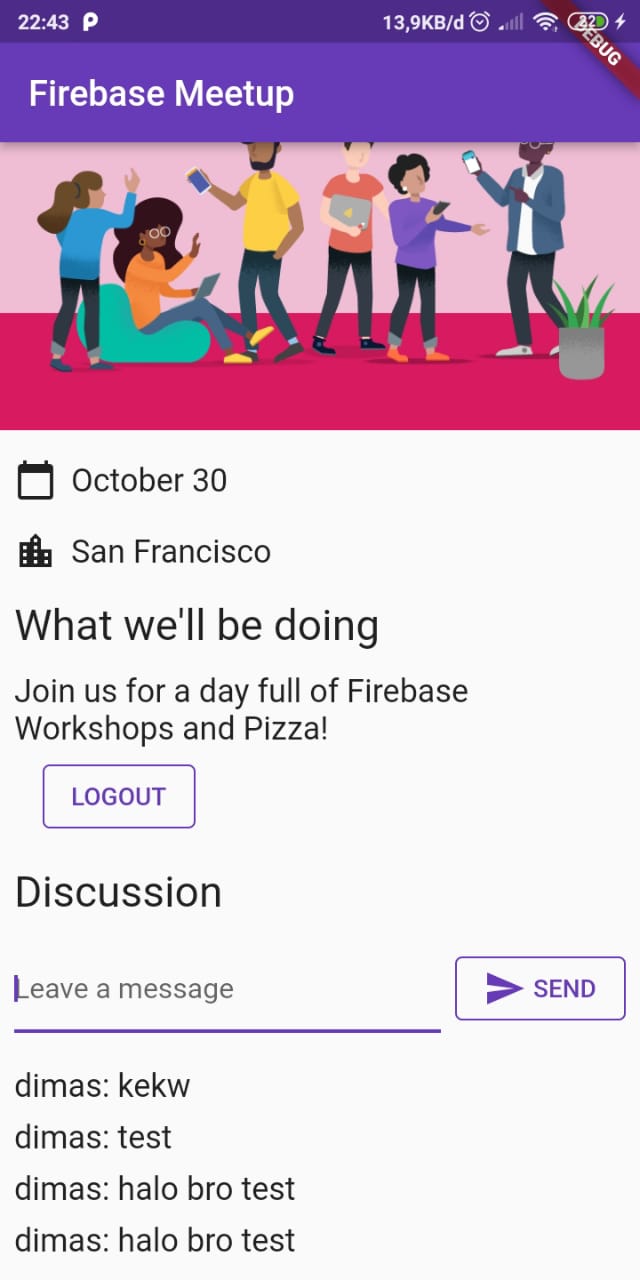 22:43
13,9KB/d
22
DEBUG
Firebase Meetup
October 30
San Francisco
What we'll be doing
Join us for a day full of Firebase
Workshops and Pizza!
LOGOUT
Discussion
Leave a message
SEND
dimas: kekw
dimas: test
dimas: halo bro test
dimas: halo bro test